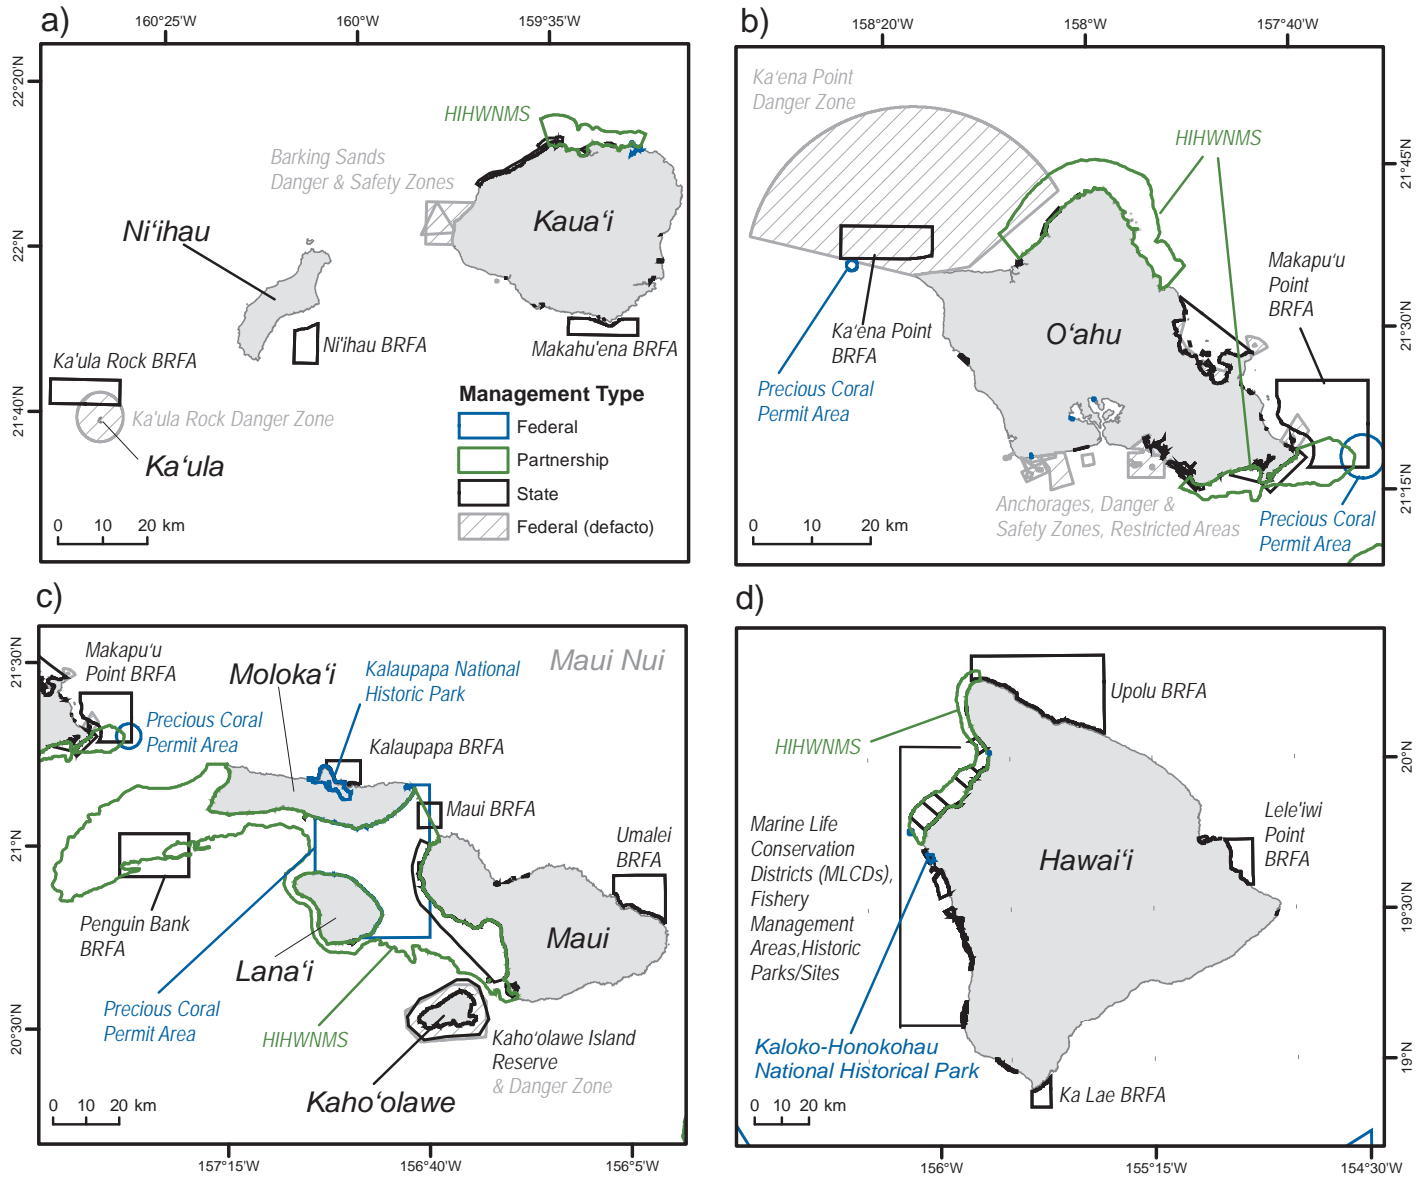 a)
160°25'W
160°W
159°35'W
22°20'N
22°N
21°40'N
HIHWNMS
Barking Sands
Danger & Safety Zones
Kaua‘i
Ni‘ihau
Ni'ihau BRFA
Makahu'ena BRFA
Ka'ula Rock BRFA
Ka'ula Rock Danger Zone
Ka‘ula
Management Type
Federal
Partnership
State
Federal (defacto)
0 10 20 km
b)
158°20'W
158°W
157°40'W
21°45'N
21°30'N
21°15'N
Ka‘ena Point
Danger Zone
HIHWNMS
Makapu‘u
Point
BRFA
O‘ahu
Ka‘ena Point
BRFA
Precious Coral
Permit Area
Anchorages, Danger &
Safety Zones, Restricted Areas
Precious Coral
Permit Area
0 10 20 km
c)
21°30'N
21°N
20°30'N
Makapu‘u
Point BRFA
Moloka‘i
Kalaupapa National
Historic Park
Maui Nui
Precious Coral
Permit Area
Kalaupapa BRFA
Maui BRFA
Umalei
BRFA
Penguin Bank
BRFA
Lana‘i
Maui
Precious Coral
Permit Area
HIHWNMS
Kaho‘olawe Island
Reserve
& Danger Zone
Kaho‘olawe
0 10 20 km
157°15'W
156°40'W
156°5'W
d)
Upolu BRFA
HIHWNMS
20°N
19°30'N
19°N
Marine Life
Conservation
Districts (MLCDs),
Fishery
Management
Areas,Historic
Parks/Sites
Hawai‘i
Lele'iwi
Point
BRFA
Kaloko-Honokohau
National Historical Park
Ka Lae BRFA
0 10 20 km
156°W
155°15'W
154°30'W